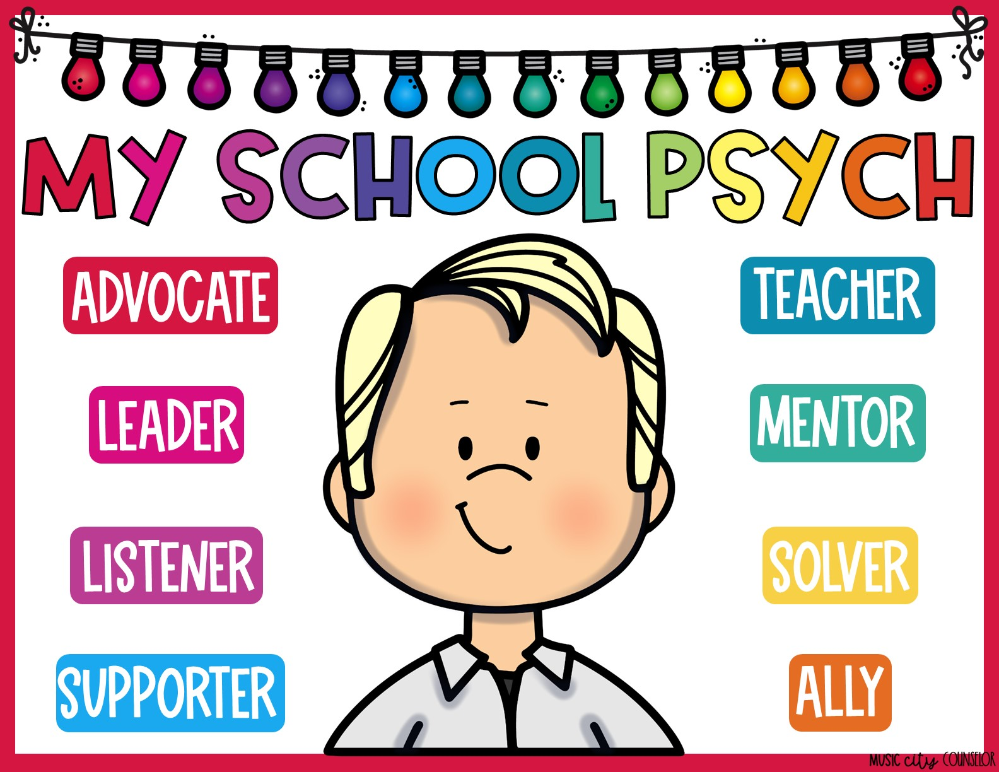 MY SCHOOL PSYCH
ADVOCATE
LEADER
LISTENER
SUPPORTER
TEACHER
MENTOR
SOLVER
ALLY
MUSIC city COUNSELOR